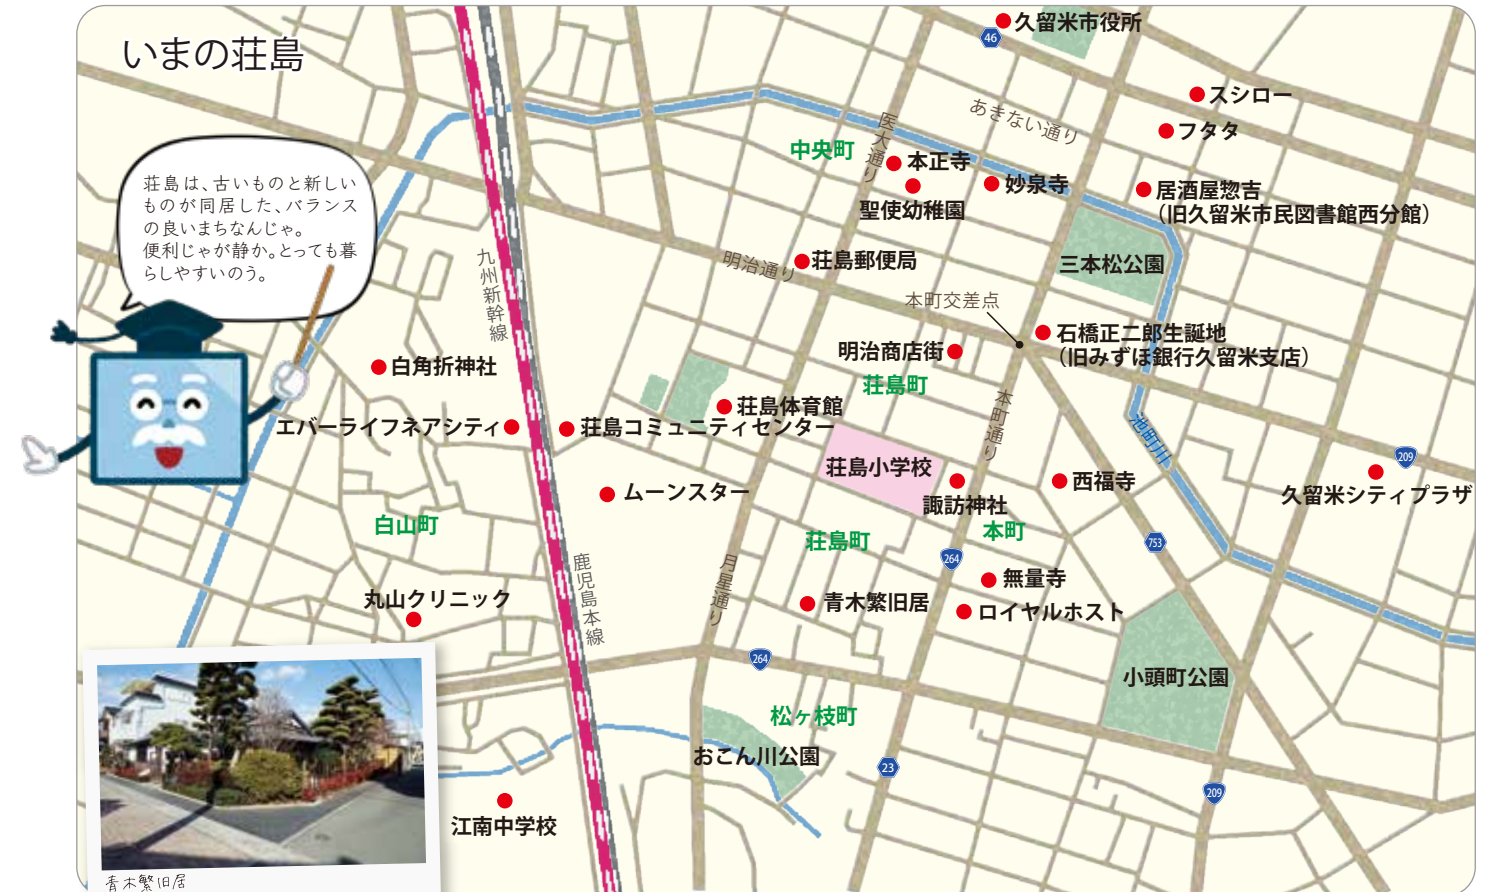 いまの荘島
荘島は、古いものと新しい
ものが同居した、バランス
の良いまちなんじゃ。
便利じゃが静か。とっても暮
らしやすいのう。
久留米市役所
46
スシロー
あきない通り
フタタ
医大通り
中央町
本正寺
妙泉寺
居酒屋惣吉
（旧久留米市民図書館西分館）
聖使幼稚園
九州新幹線
明治通り
荘島郵便局
三本松公園
本町交差点
石橋正二郎生誕地
（旧みずほ銀行久留米支店）
明治商店街
白角折神社
荘島町
本町通り
荘島体育館
エバーライフネアシティ
荘島コミュニティセンター
池町川
209
荘島小学校
西福寺
久留米シティプラザ
ムーンスター
諏訪神社
白山町
荘島町
本町
753
264
鹿児島本線
月星通り
無量寺
丸山クリニック
青木繁旧居
ロイヤルホスト
264
小頭町公園
松ヶ枝町
おこん川公園
23
209
江南中学校
青木繁旧居